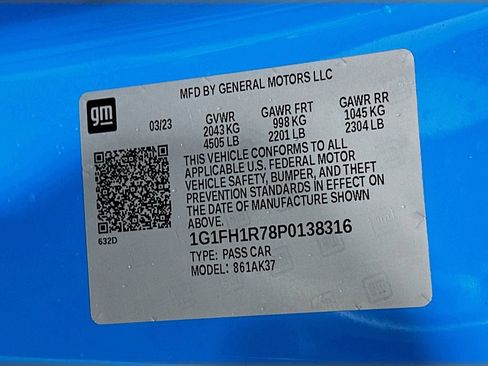 MFD BY GENERAL MOTORS LLC
gm
03/23
GVWR
2043 KG
4505 LB
GAWR FRT
998 KG
2201 LB
GAWR RR
1045 KG
2304 LB
THIS VEHICLE CONFORMS TO ALL
APPLICABLE U.S. FEDERAL MOTOR
VEHICLE SAFETY, BUMPER, AND THEFT
PREVENTION STANDARDS IN EFFECT ON
THE DATE OF MANUFACTURE SHOWN
ABOVE.
632D
1G1FH1R78P0138316
TYPE: PASS CAR
MODEL: 861AK37